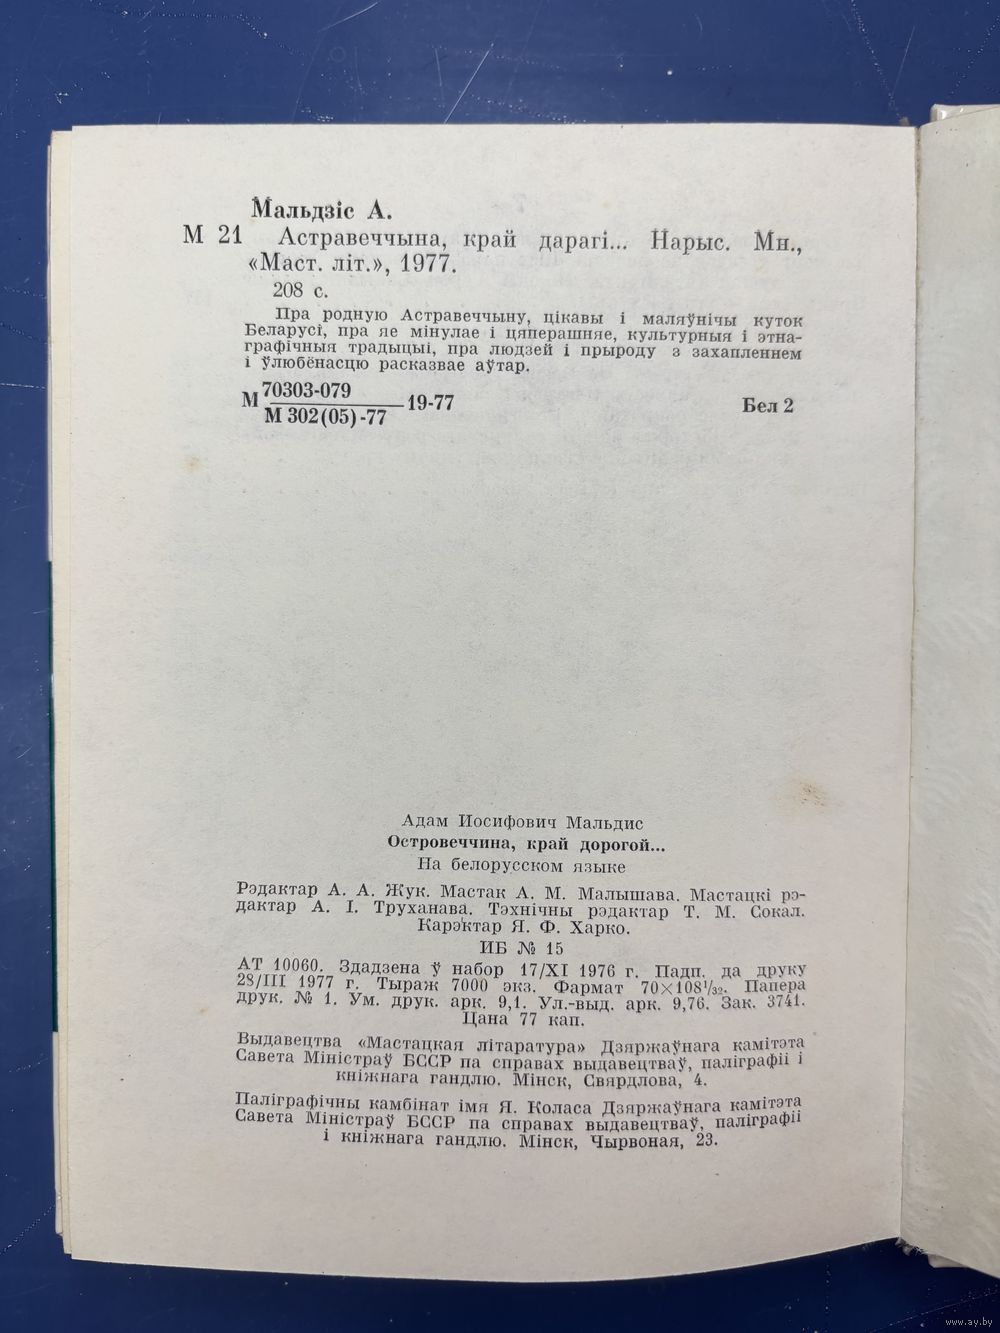 Мальдзіс А.
М 21 Астравеччына, край дарагі... Нарыс. Мн.,
«Маст. літ.», 1977.
208 с.
Пра родную Астравеччыну, цікавы і маляўнічы куток
Беларусі, пра яе мінулае і цяперашняе, культурныя і этна-
графічныя традыцыі, пра людзей і прыроду з захапленнем
і ўлюбёнасцю расказвае аўтар.
М 70303-079
М 302(05)-77 19-77 Бел 2
Адам Иосифович Мальдис
Островеччина, край дорогой...
На белорусском языке
Рэдактар А. А. Жук. Мастак А. М. Малышава. Мастацкі рэ-
дактар А. І. Труханава. Тэхнічны рэдактар Т. М. Сокал.
Карэктар Я. Ф. Харко.
ИБ № 15
АТ 10060. Здадзена ў набор 17/XI 1976 г. Падп. да друку
28/III 1977 г. Тыраж 7000 экз. Фармат 70×108¹/₃₂. Папера
друк. № 1. Ум. друк. арк. 9,1. Ул.-выд. арк. 9,76. Зак. 3741.
Цана 77 кап.
Выдавецтва «Мастацкая літаратура» Дзяржаўнага камітэта
Савета Міністраў БССР па справах выдавецтваў, паліграфіі і
кніжнага гандлю. Мінск, Свярдлова, 4.
Паліграфічны камбінат імя Я. Коласа Дзяржаўнага камітэта
Савета Міністраў БССР па справах выдавецтваў, паліграфіі
і кніжнага гандлю. Мінск, Чырвоная, 23.
www.ay.by